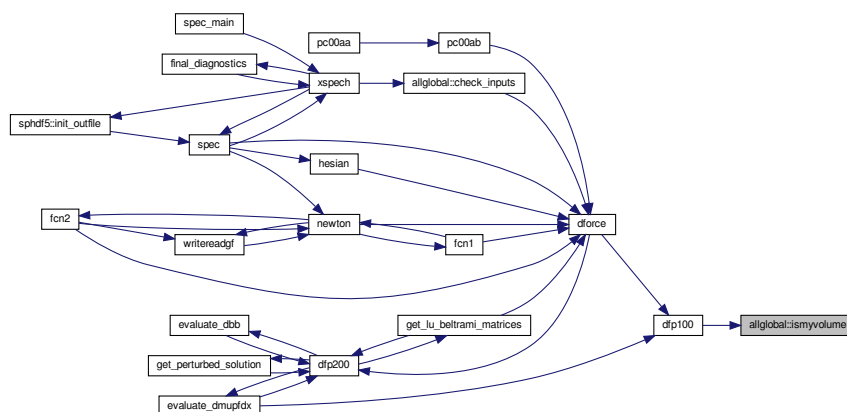 spec_main
pc00aa
pc00ab
final_diagnostics
xspech
allglobal::check_inputs
sphdf5::init_outfile
spec
hesian
fcn2
newton
dforce
writereadgf
fcn1
evaluate_dbb
get_lu_beltrami_matrices
dfp100
allglobal::ismyvolume
get_perturbed_solution
dfp200
evaluate_dmupfdx